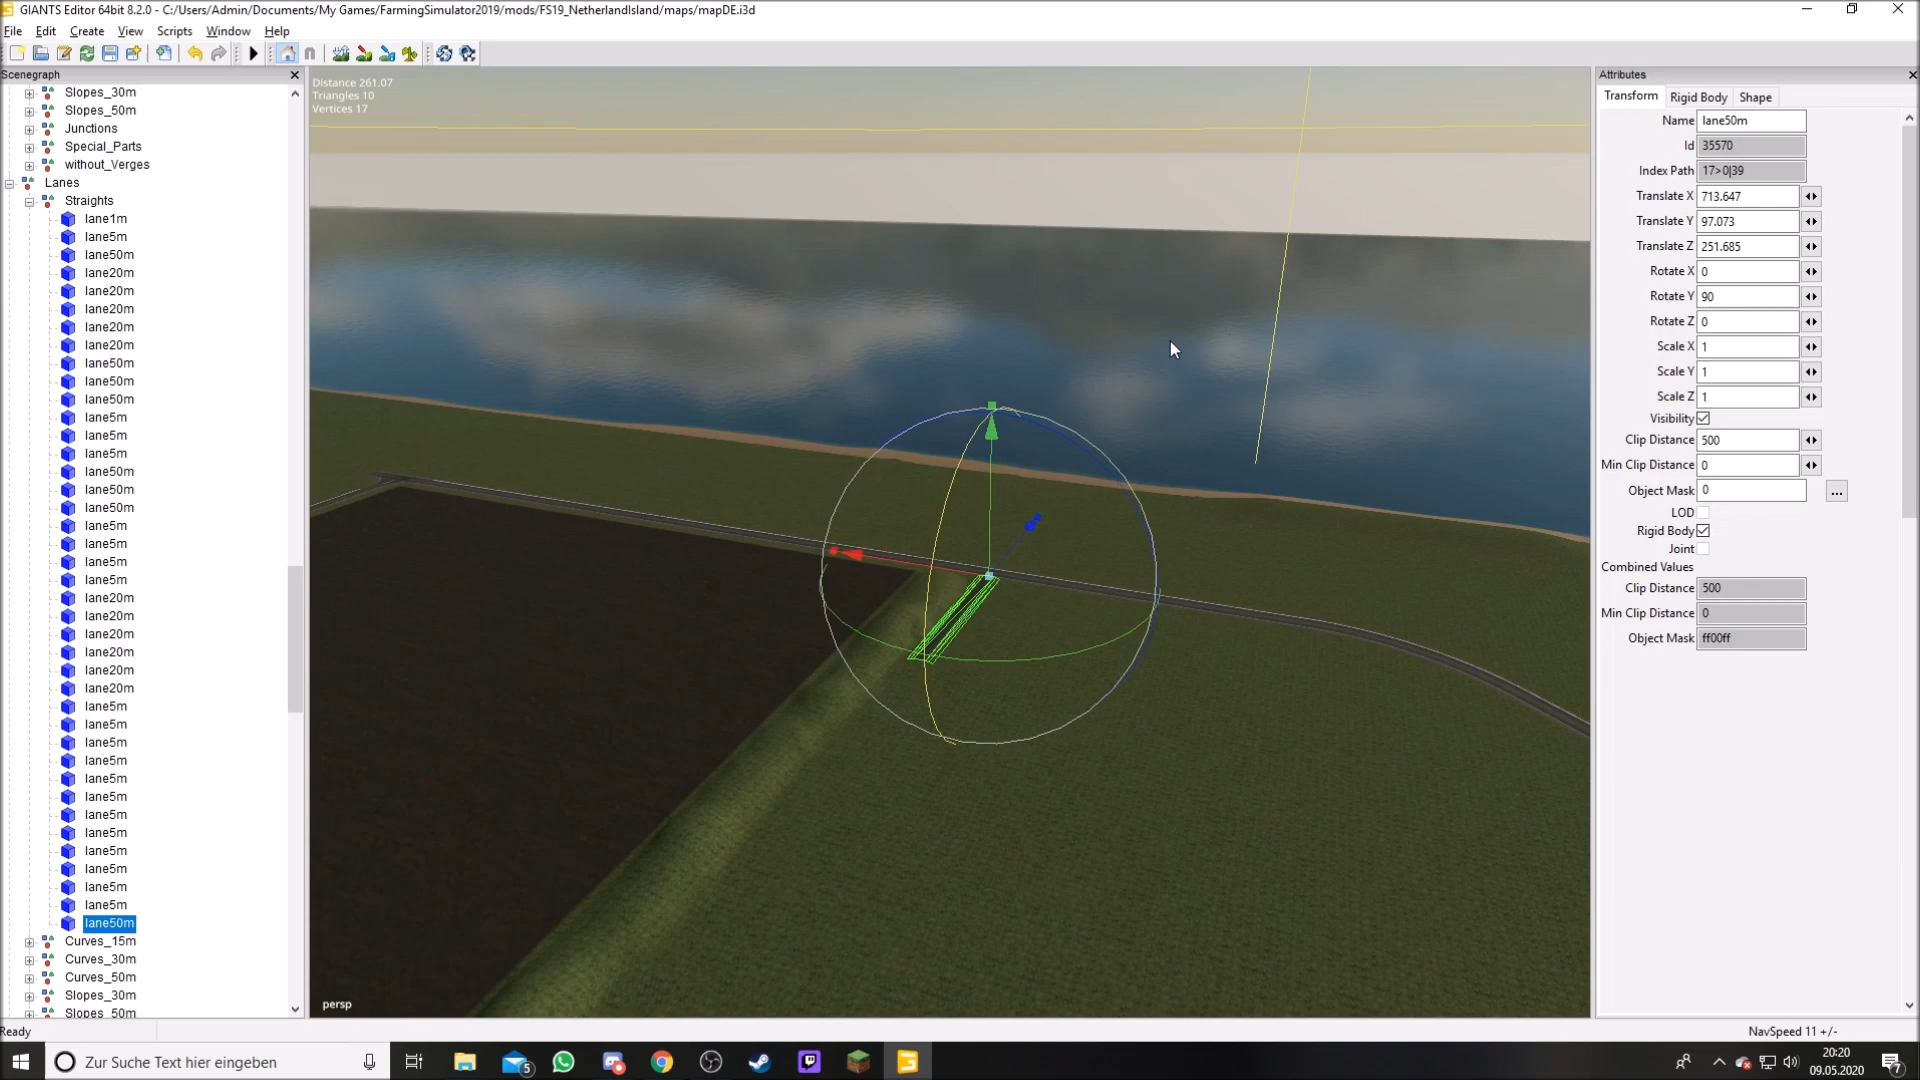 GIANTS Editor 64bit 8.2.0 - C:/Users/Admin/Documents/My Games/FarmingSimulator2019/mods/FS19_NetherlandIsland/maps/mapDE.i3d
File Edit Create View Scripts Window Help
Scenegraph
Slopes_30m
Slopes_50m
Junctions
Special_Parts
without_Verges
Lanes
Straights
lane1m
lane5m
lane50m
lane20m
lane20m
lane20m
lane20m
lane20m
lane50m
lane50m
lane50m
lane5m
lane5m
lane5m
lane50m
lane50m
lane50m
lane5m
lane5m
lane5m
lane5m
lane20m
lane20m
lane20m
lane20m
lane20m
lane20m
lane5m
lane5m
lane5m
lane5m
lane5m
lane5m
lane5m
lane5m
lane5m
lane5m
lane5m
lane5m
lane50m
Curves_15m
Curves_30m
Curves_50m
Slopes_30m
Slopes_50m
Distance 261.07
Triangles 10
Vertices 17
persp
Attributes
Transform Rigid Body Shape
Name lane50m
Id 35570
Index Path 17>0|39
Translate X 713.647
Translate Y 97.073
Translate Z 251.685
Rotate X 0
Rotate Y 90
Rotate Z 0
Scale X 1
Scale Y 1
Scale Z 1
Visibility
Clip Distance 500
Min Clip Distance 0
Object Mask 0 ...
LOD
Rigid Body
Joint
Combined Values
Clip Distance 500
Min Clip Distance 0
Object Mask ff00ff
Ready
NavSpeed 11 +/-
Zur Suche Text hier eingeben
5
20:20
09.05.2020
7